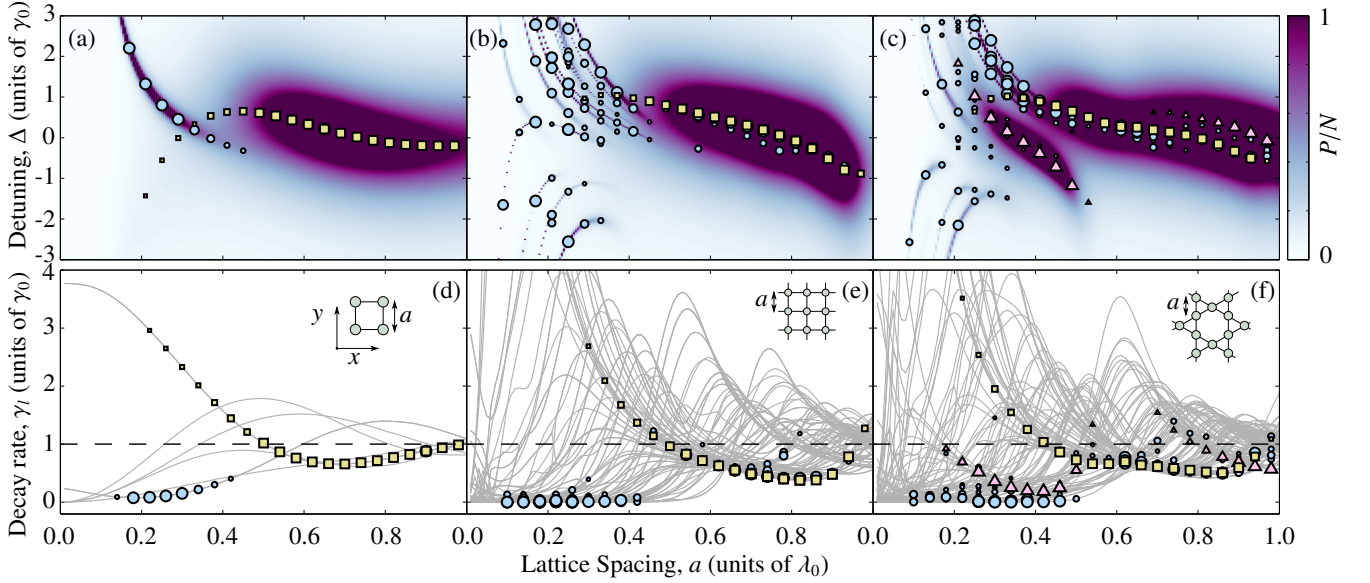 Detuning, Δ (units of γ0)
3
2
1
0
-1
-2
-3
(a)
(b)
(c)
1
0
P/N
Decay rate, γl (units of γ0)
4
3
2
1
0
(d)
y
x
a
(e)
a
(f)
a
0.0 0.2 0.4 0.6 0.8 0.0 0.2 0.4 0.6 0.8 0.0 0.2 0.4 0.6 0.8 1.0
Lattice Spacing, a (units of λ0)